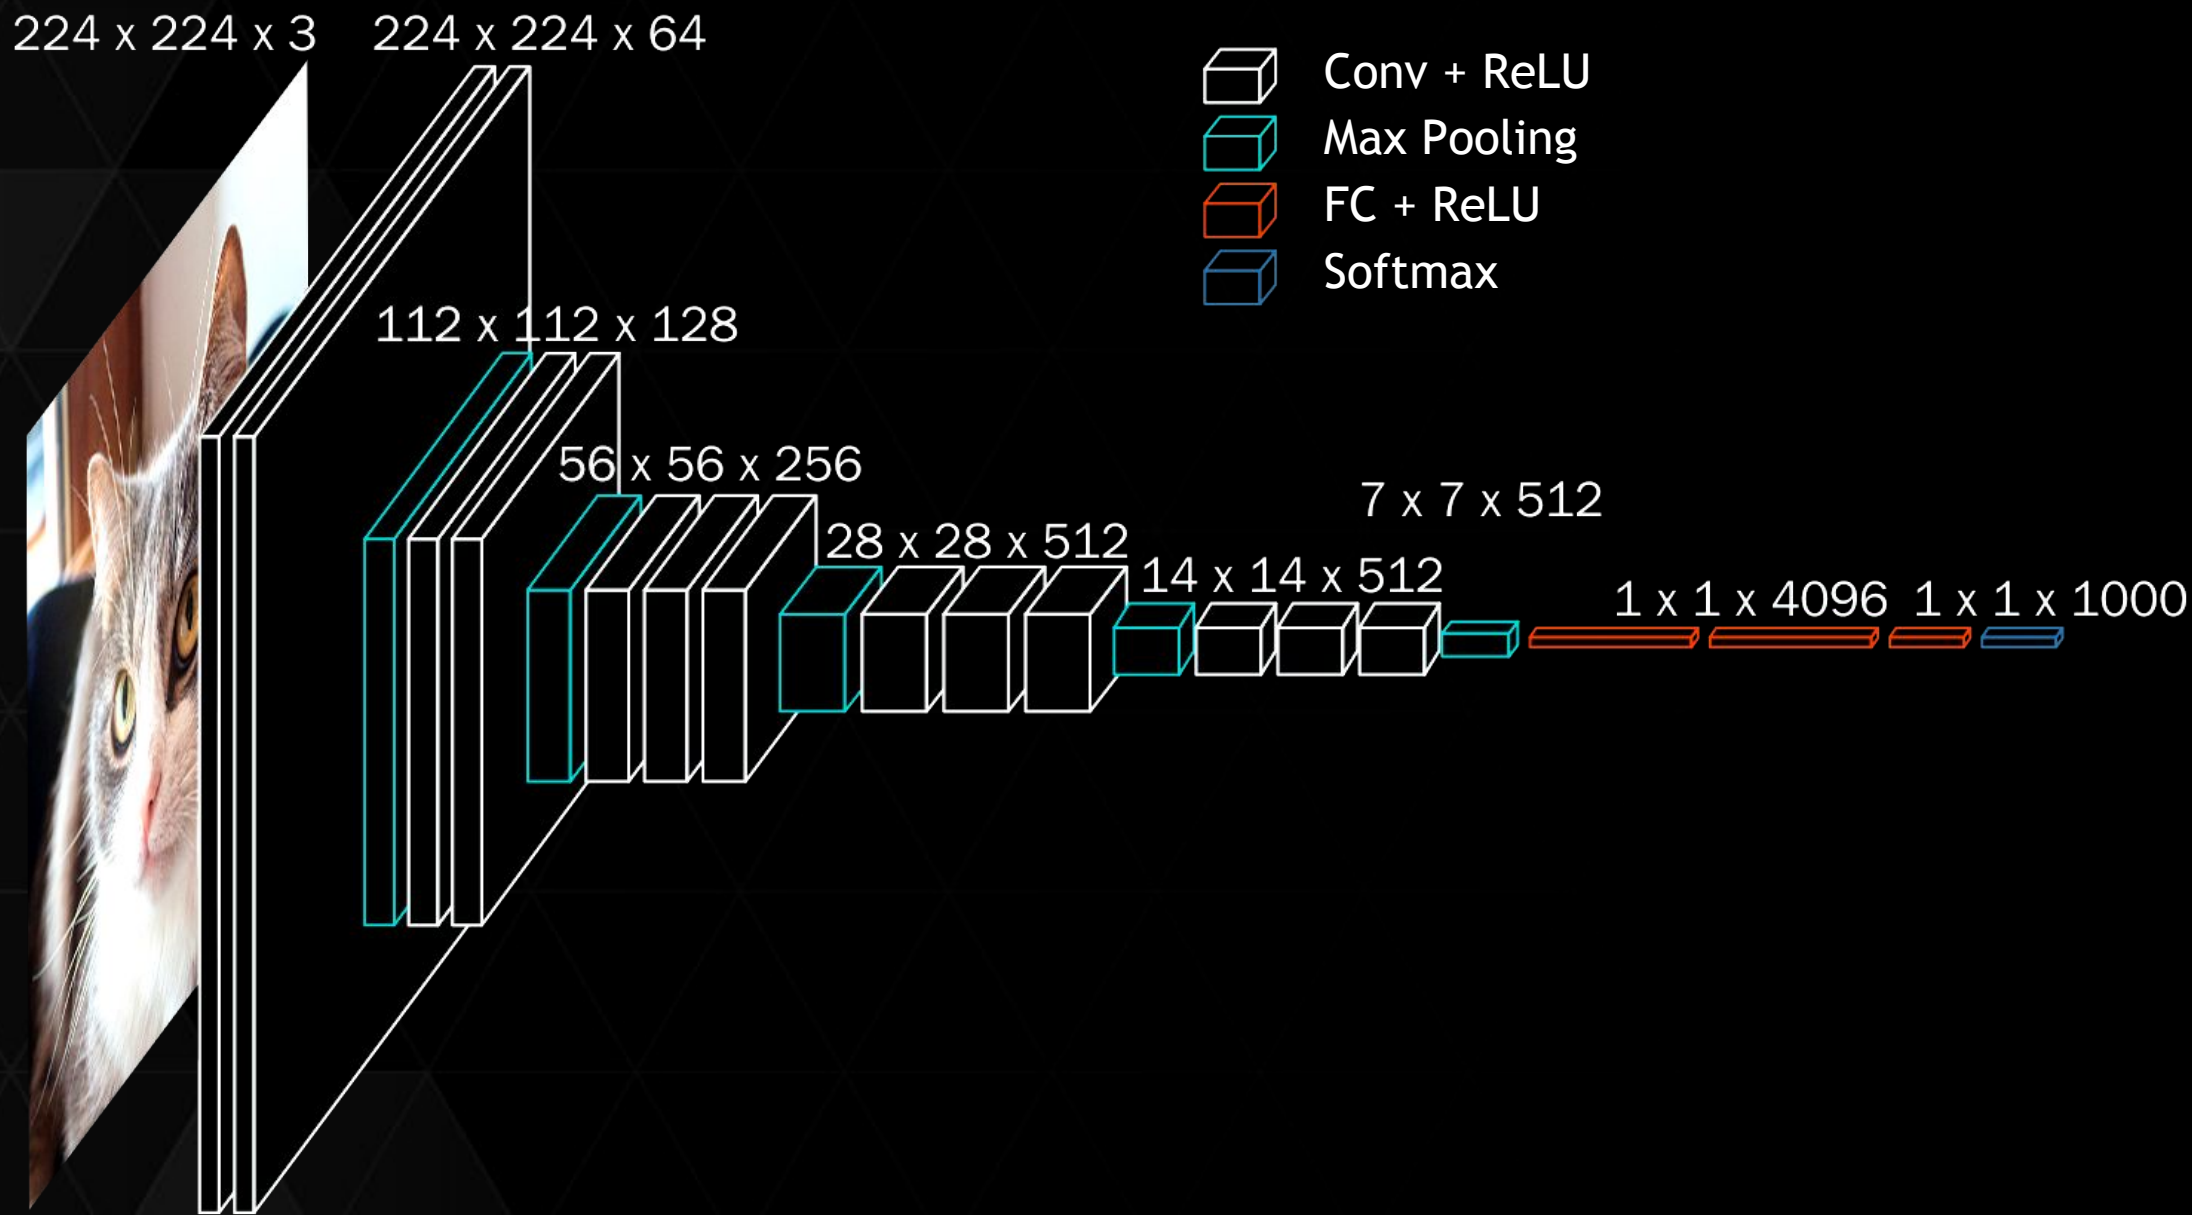 224 x 224 x 3
224 x 224 x 64
Conv + ReLU
Max Pooling
FC + ReLU
Softmax
112 x 112 x 128
56 x 56 x 256
28 x 28 x 512
14 x 14 x 512
7 x 7 x 512
1 x 1 x 4096
1 x 1 x 1000